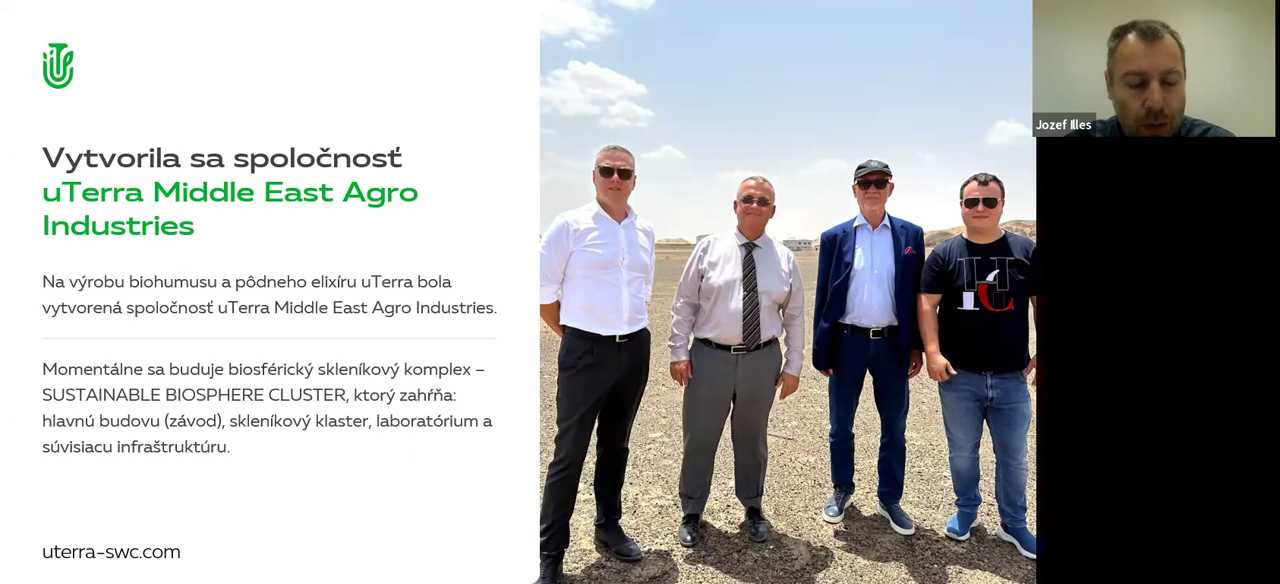 Vytvorila sa spoločnosť
uTerra Middle East Agro
Industries
Na výrobu biohumusu a pôdneho elixíru uTerra bola
vytvorená spoločnosť uTerra Middle East Agro Industries.
Momentálne sa buduje biosférický skleníkový komplex –
SUSTAINABLE BIOSPHERE CLUSTER, ktorý zahŕňa:
hlavnú budovu (závod), skleníkový klaster, laboratórium a
súvisiacu infraštruktúru.
uterra-swc.com
Jozef Illes